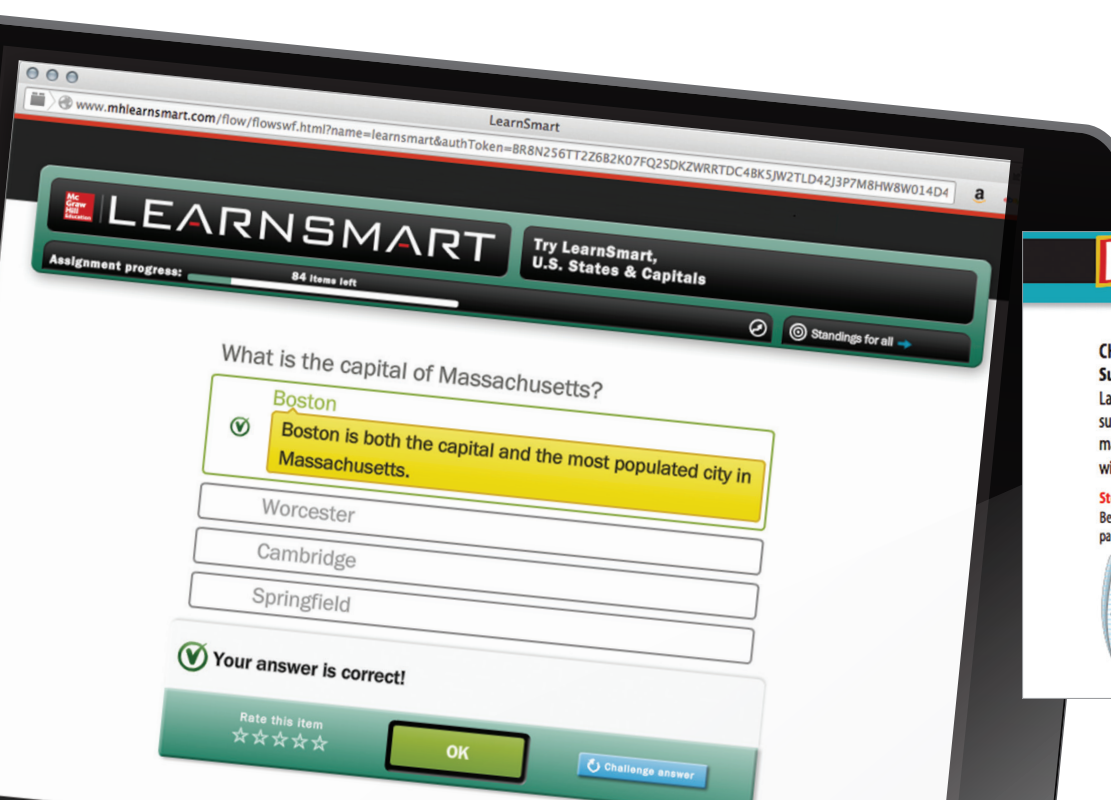 LearnSmart
www.mhlearnsmart.com/flow/flowswf.html?name=learnsmart&authToken=BR8N256TT2Z6B2K07FQ2SDKZWRRTDC4BK5JW2TLD42J3P7M8HW8W014D4
a
Mc
Graw
Hill
Education
LEARNSMART
Try LearnSmart,
U.S. States & Capitals
Assignment progress:
84 Items left
Standings for all
What is the capital of Massachusetts?
Boston
Boston is both the capital and the most populated city in
Massachusetts.
Worcester
Cambridge
Springfield
Your answer is correct!
Rate this item
OK
Challenge answer